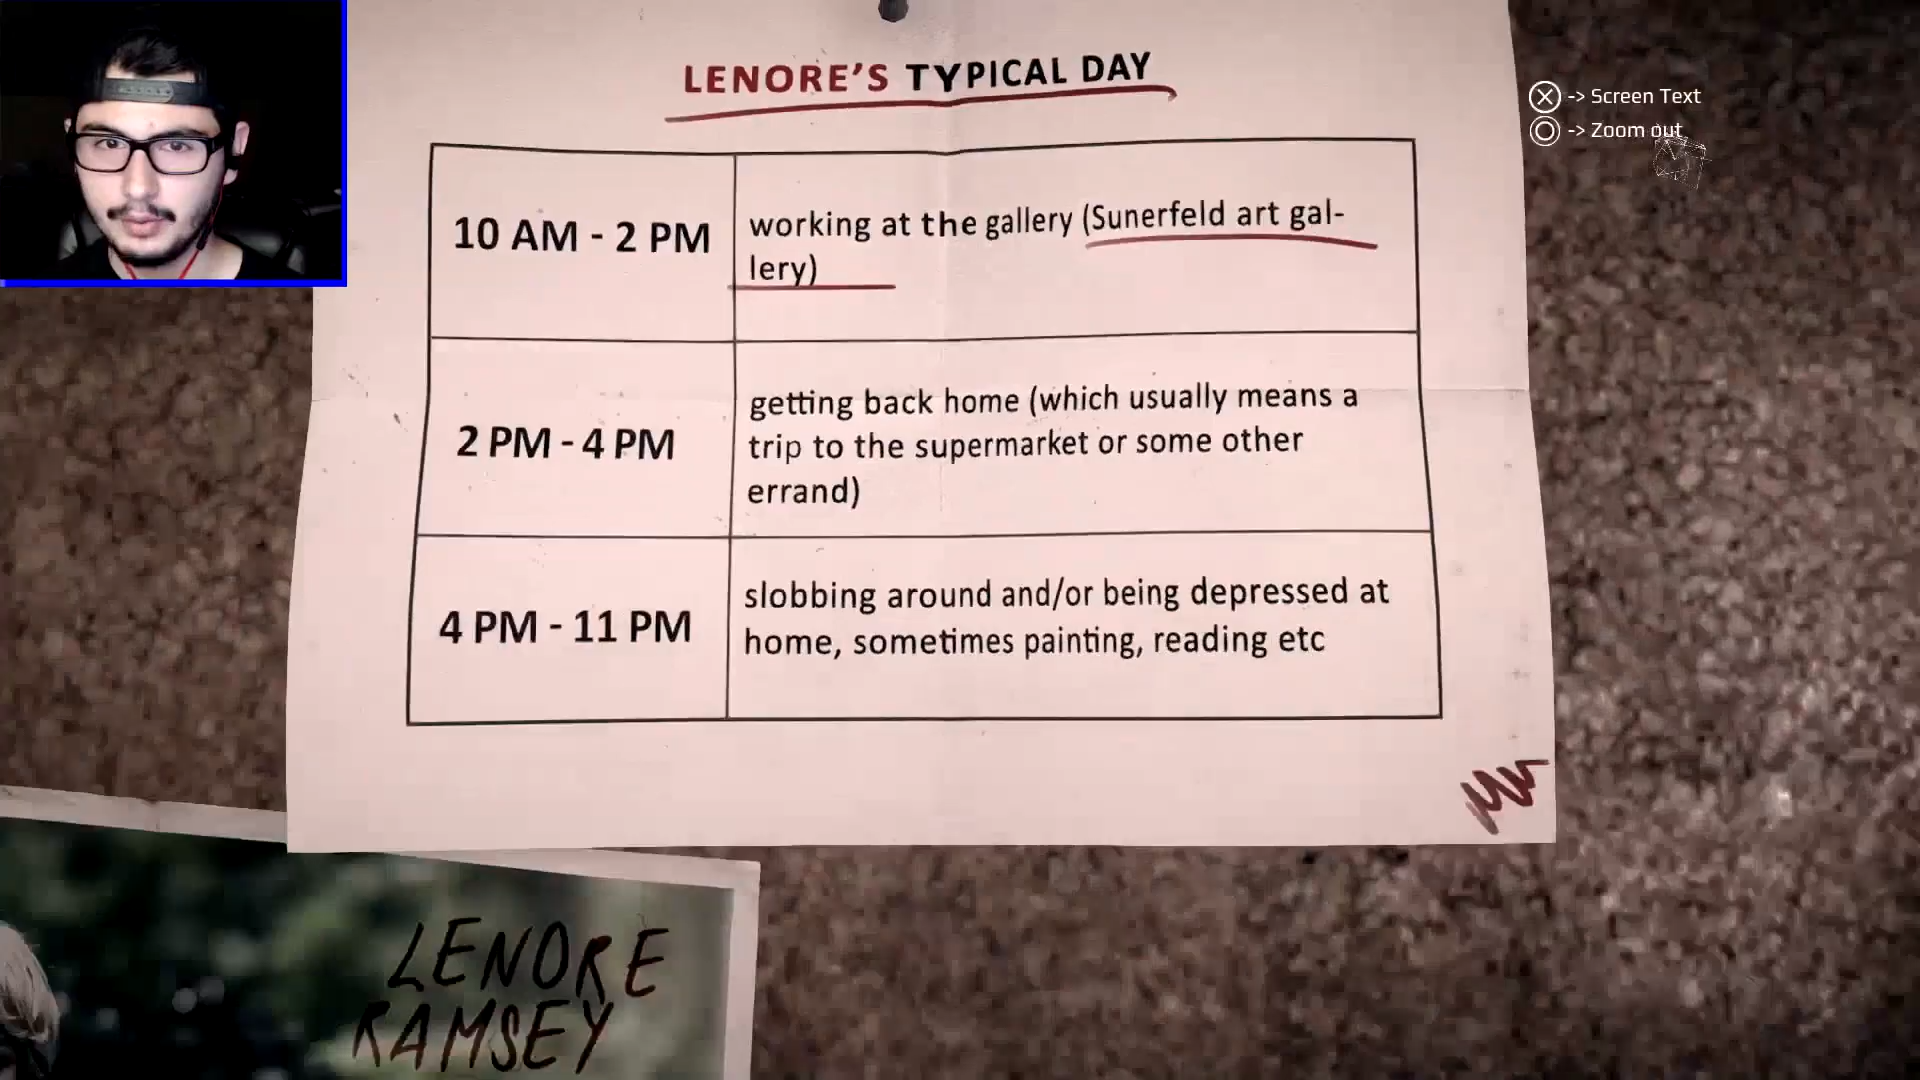 LENORE'S TYPICAL DAY
-> Screen Text
-> Zoom out
10 AM - 2 PM
working at the gallery (Sunerfeld art gal-
lery)
2 PM - 4 PM
getting back home (which usually means a
trip to the supermarket or some other
errand)
4 PM - 11 PM
slobbing around and/or being depressed at
home, sometimes painting, reading etc
LENORE
RAMSEY